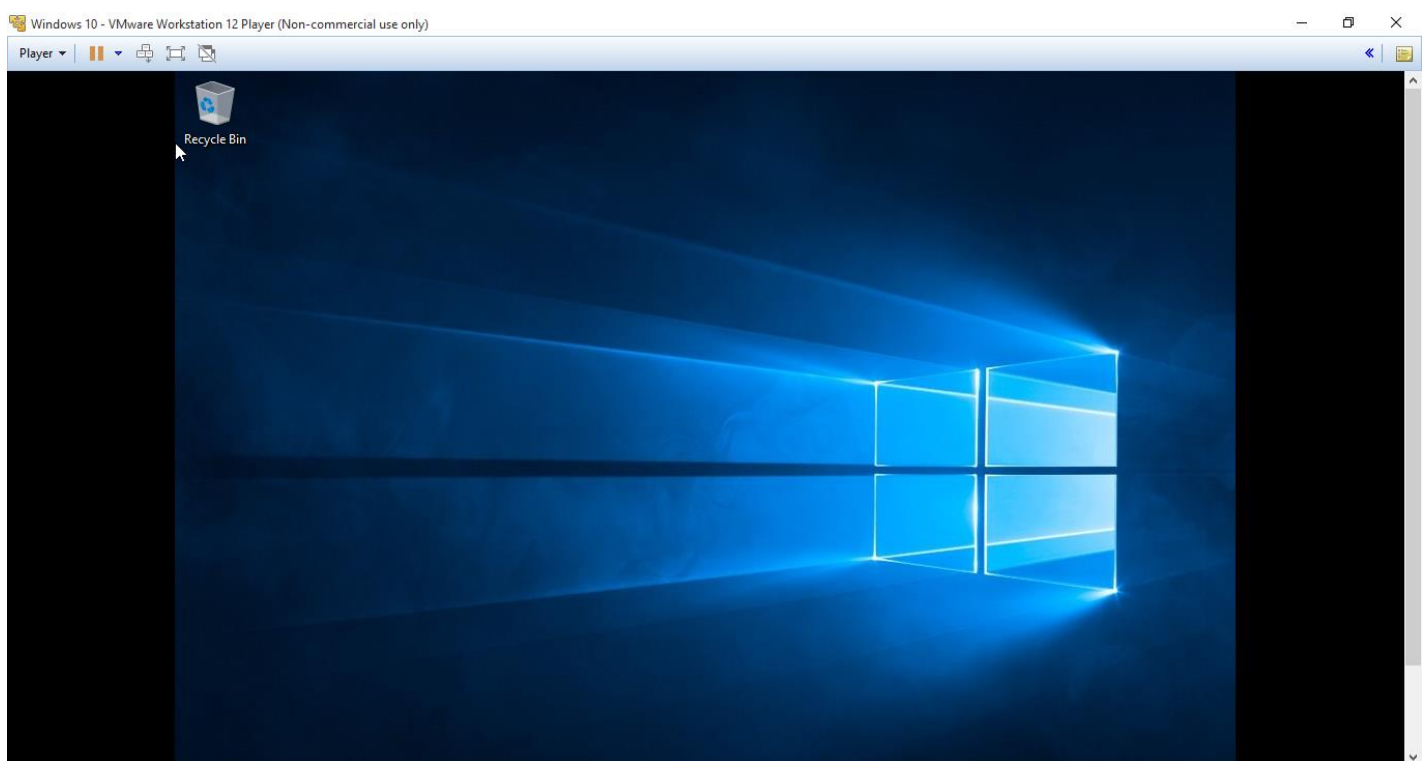 Windows 10 - VMware Workstation 12 Player (Non-commercial use only)
Player
Recycle Bin